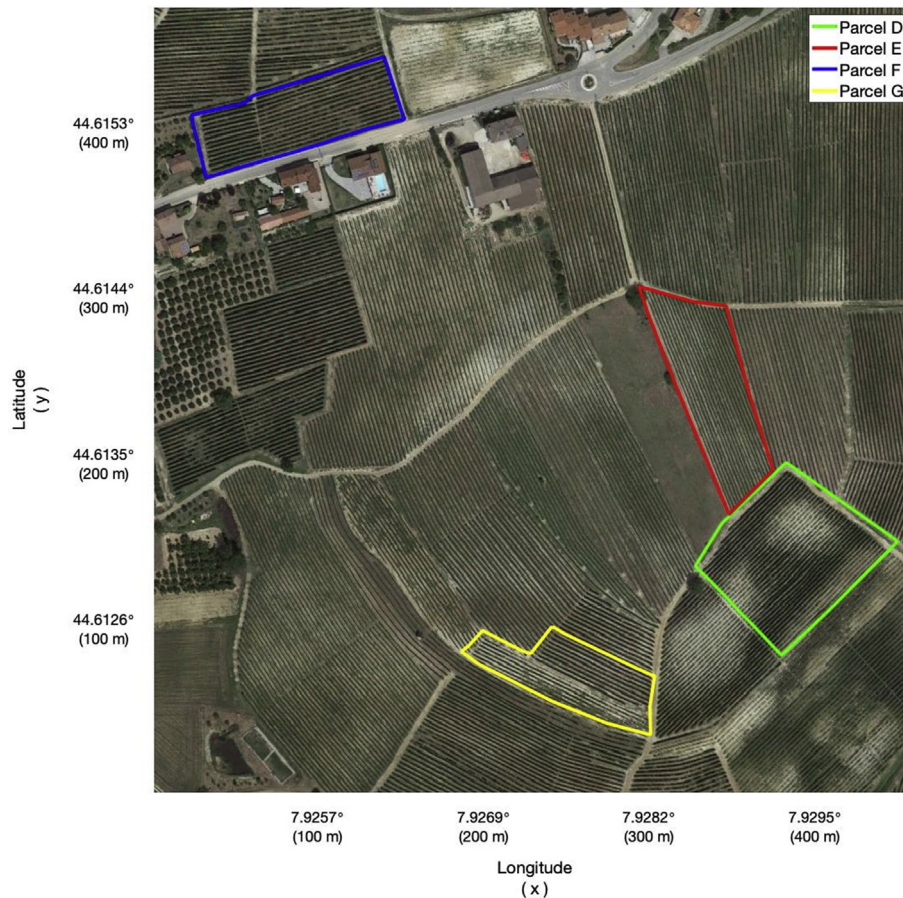 Parcel D
Parcel E
Parcel F
Parcel G
44.6153°
(400 m)
44.6144°
(300 m)
Latitude
( y )
44.6135°
(200 m)
44.6126°
(100 m)
7.9257°
(100 m)
7.9269°
(200 m)
7.9282°
(300 m)
7.9295°
(400 m)
Longitude
( x )